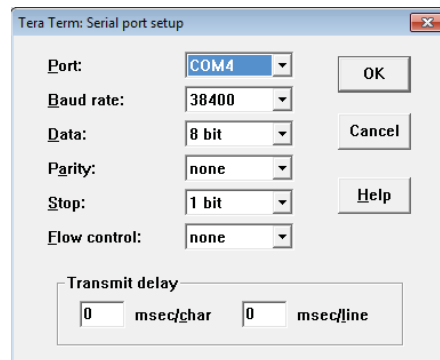 Tera Term: Serial port setup
Port: COM4 OK
Baud rate: 38400
Data: 8 bit Cancel
Parity: none
Stop: 1 bit Help
Flow control: none
Transmit delay
0 msec/char 0 msec/line